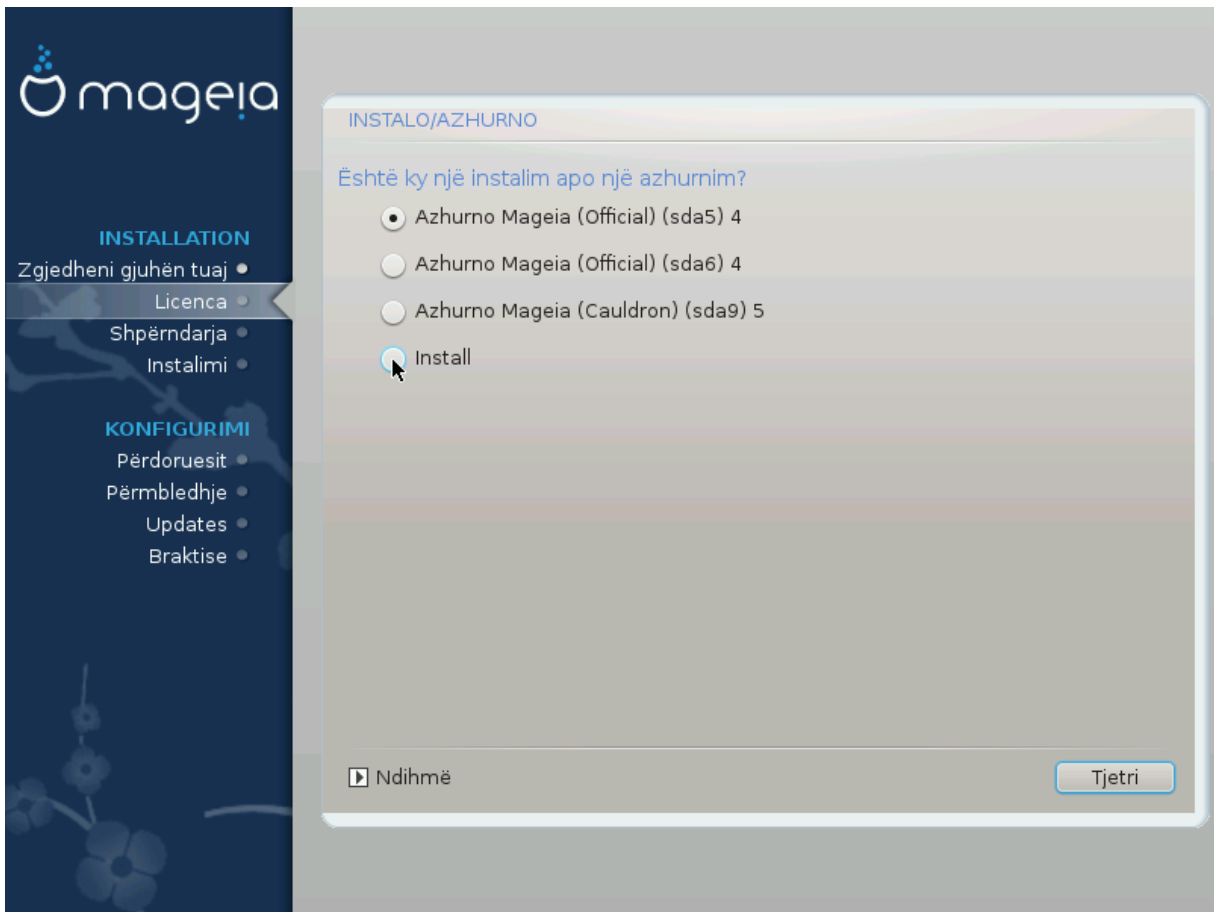 mageia
INSTALLATION
Zgjedheni gjuhën tuaj
Licenca
Shpërndarja
Instalimi
KONFIGURIMI
Përdoruesit
Përmbledhje
Updates
Braktise
INSTALO/AZHURNO
Është ky një instalim apo një azhurnim?
Azhurno Mageia (Official) (sda5) 4
Azhurno Mageia (Official) (sda6) 4
Azhurno Mageia (Cauldron) (sda9) 5
Install
Ndihmë
Tjetri